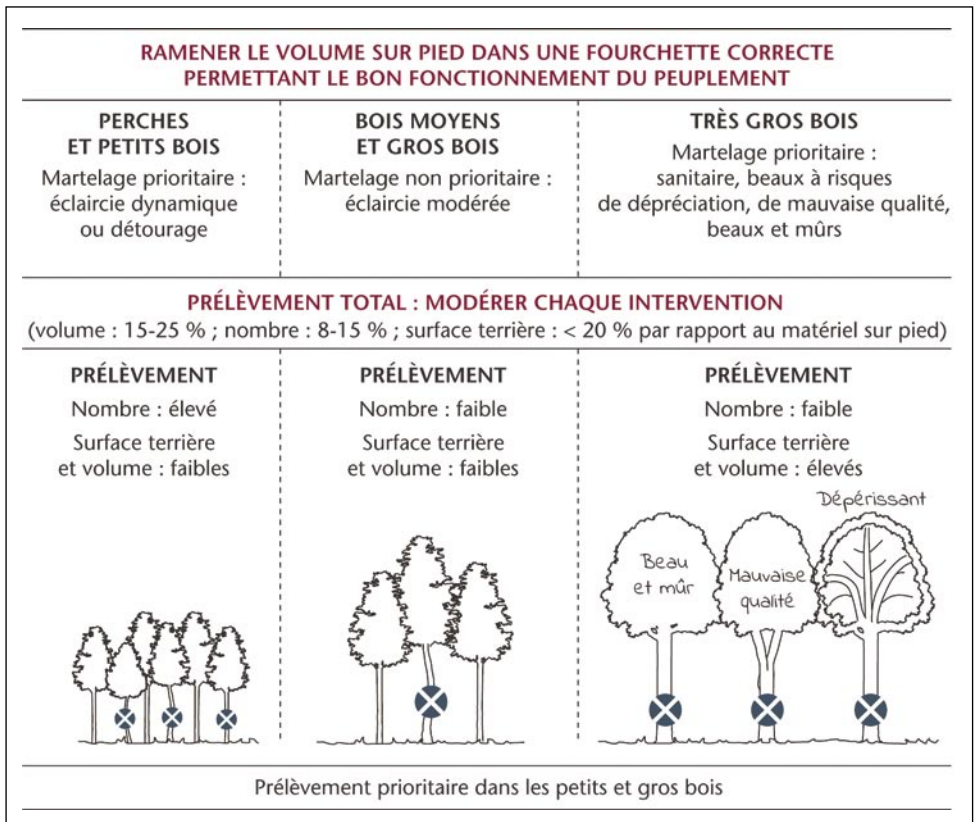 RAMENER LE VOLUME SUR PIED DANS UNE FOURCHETTE CORRECTE
PERMETTANT LE BON FONCTIONNEMENT DU PEUPLEMENT
PERCHES
ET PETITS BOIS
Martelage prioritaire :
éclaircie dynamique
ou détourage
BOIS MOYENS
ET GROS BOIS
Martelage non prioritaire :
éclaircie modérée
TRÈS GROS BOIS
Martelage prioritaire :
sanitaire, beaux à risques
de dépréciation, de mauvaise qualité,
beaux et mûrs
PRÉLÈVEMENT TOTAL : MODÉRER CHAQUE INTERVENTION
(volume : 15-25 % ; nombre : 8-15 % ; surface terrière : < 20 % par rapport au matériel sur pied)
PRÉLÈVEMENT
Nombre : élevé
Surface terrière
et volume : faibles
PRÉLÈVEMENT
Nombre : faible
Surface terrière
et volume : faibles
PRÉLÈVEMENT
Nombre : faible
Surface terrière
et volume : élevés
Beau
et mûr
Mauvaise
qualité
Dépérissant
Prélèvement prioritaire dans les petits et gros bois